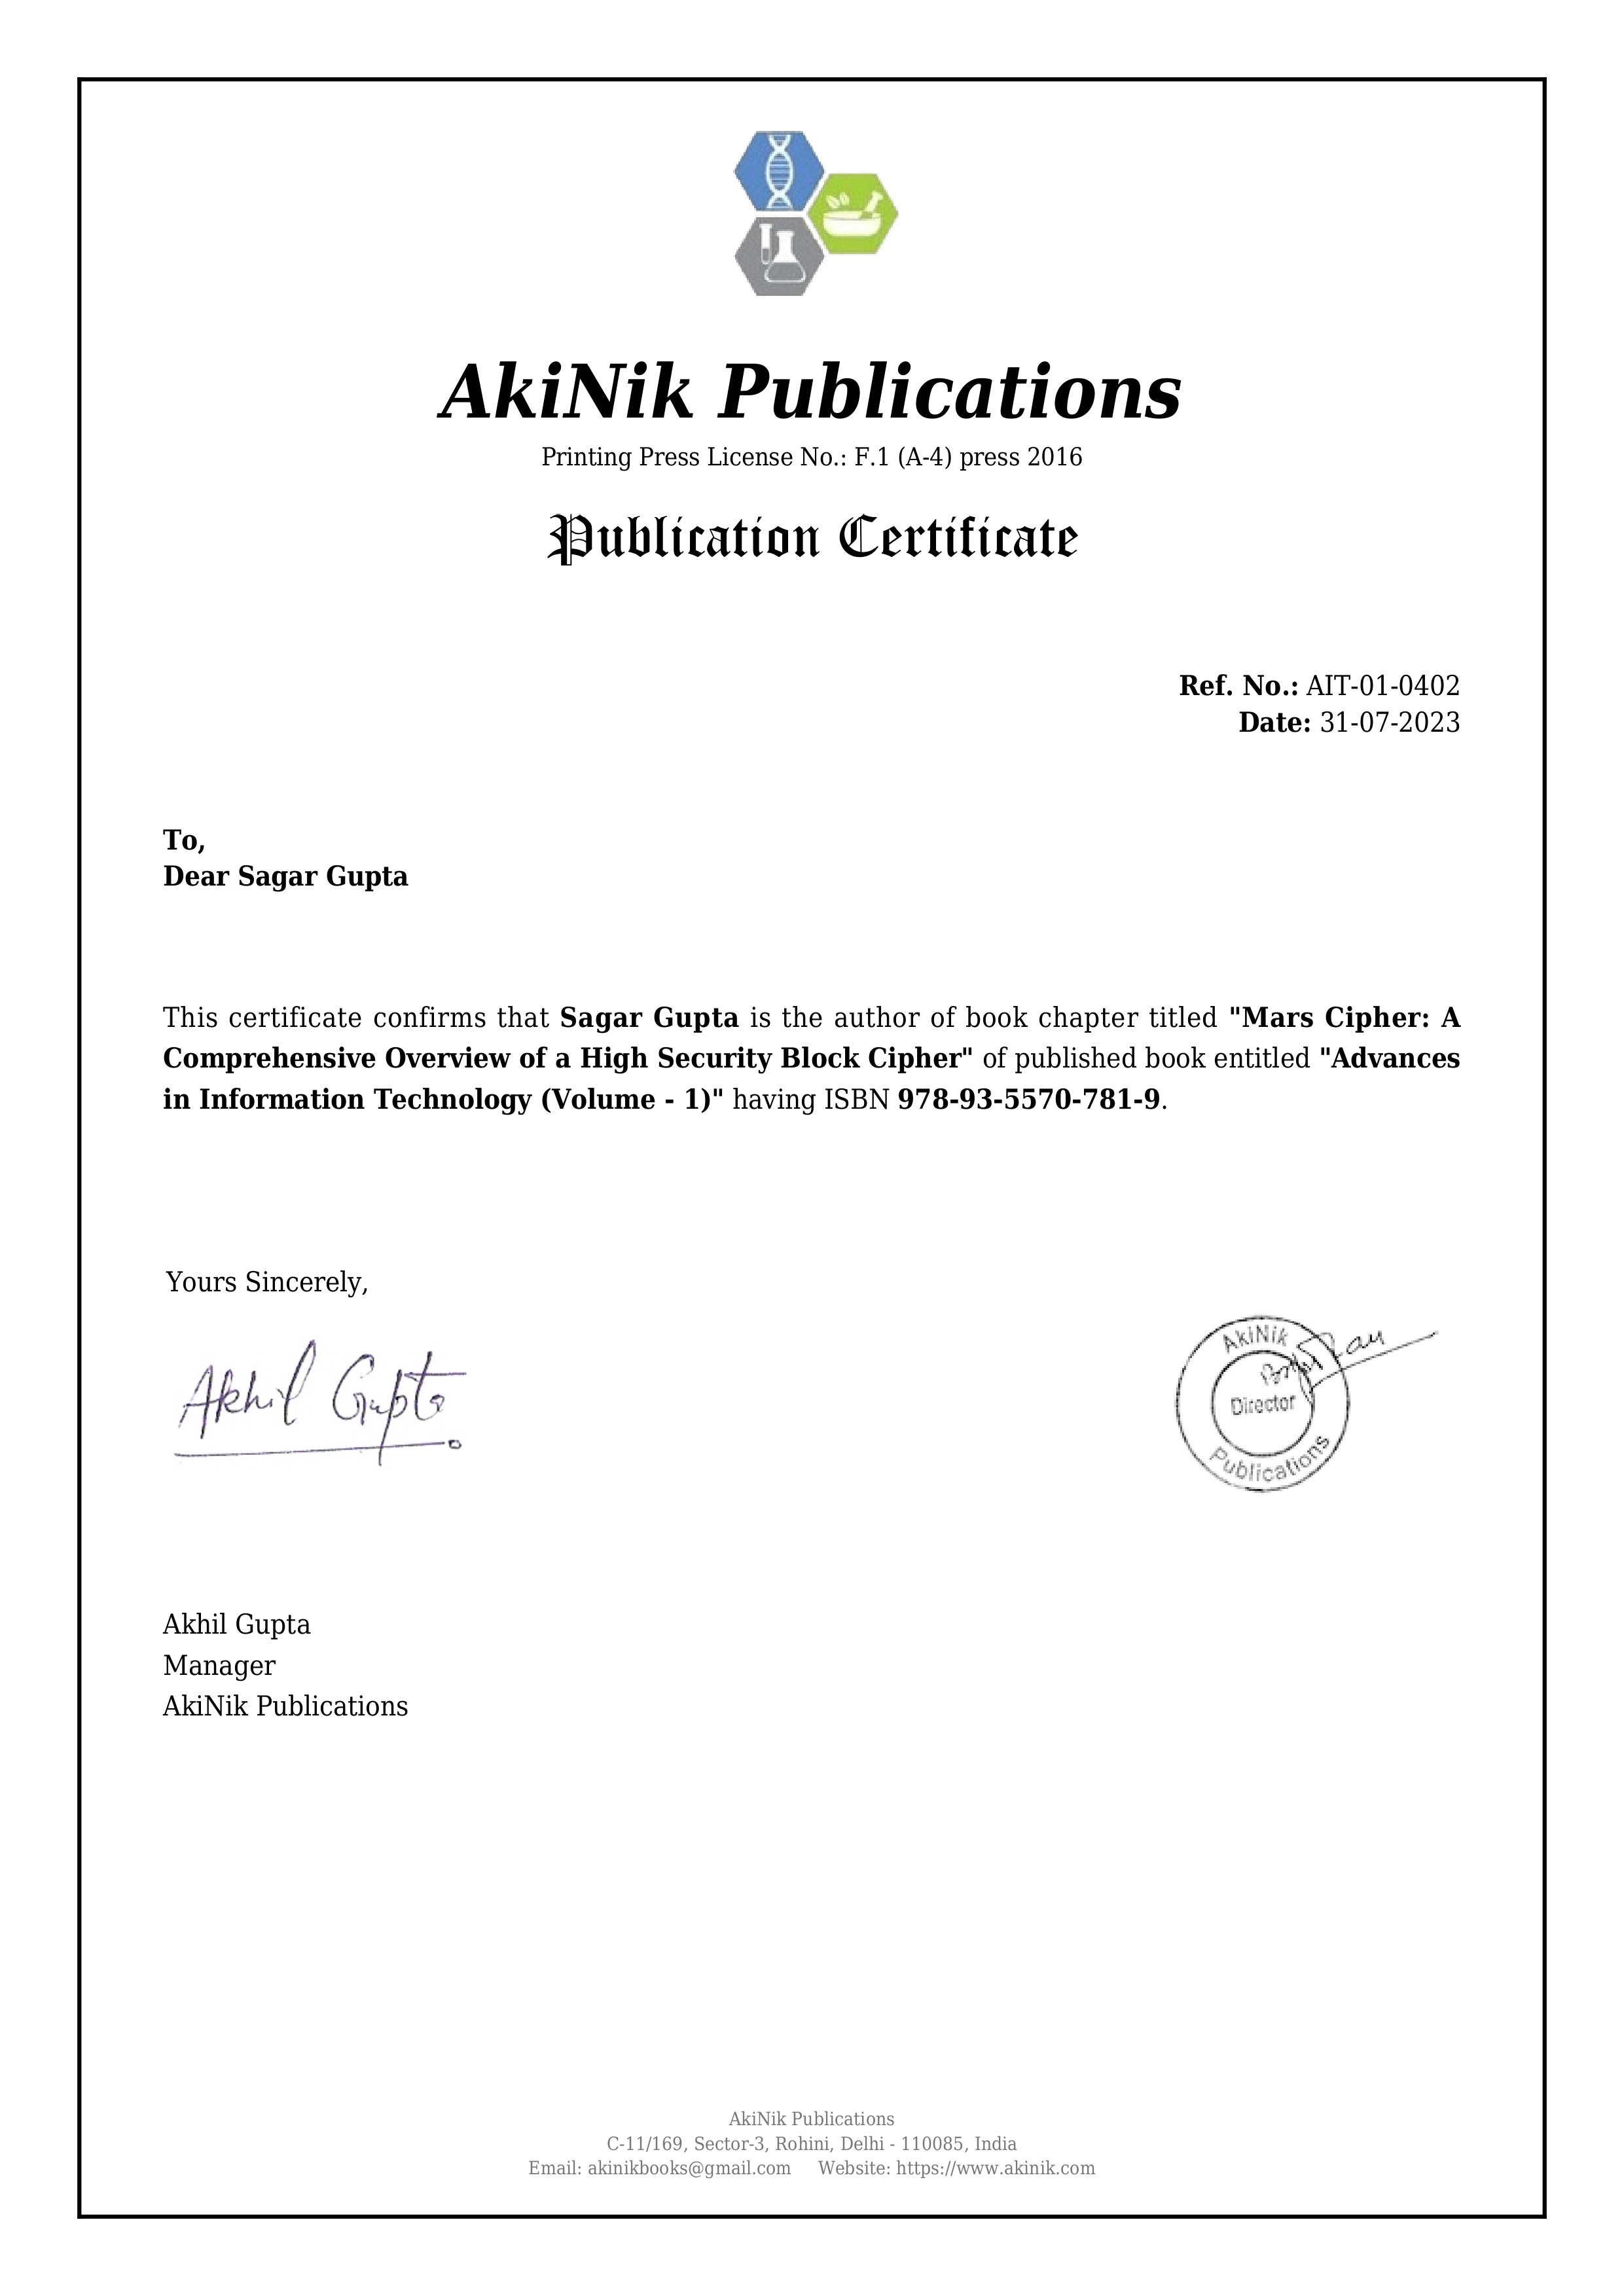 AkiNik Publications
Printing Press License No.: F.1 (A-4) press 2016
Publication Certificate
Ref. No.: AIT-01-0402
Date: 31-07-2023
To,
Dear Sagar Gupta
This certificate confirms that Sagar Gupta is the author of book chapter titled "Mars Cipher: A
Comprehensive Overview of a High Security Block Cipher" of published book entitled "Advances
in Information Technology (Volume - 1)" having ISBN 978-93-5570-781-9.
Yours Sincerely,
Akhil Gupta
AkiNik
Director
Publications
Akhil Gupta
Manager
AkiNik Publications
AkiNik Publications
C-11/169, Sector-3, Rohini, Delhi - 110085, India
Email: akinikbooks@gmail.com Website: https://www.akinik.com